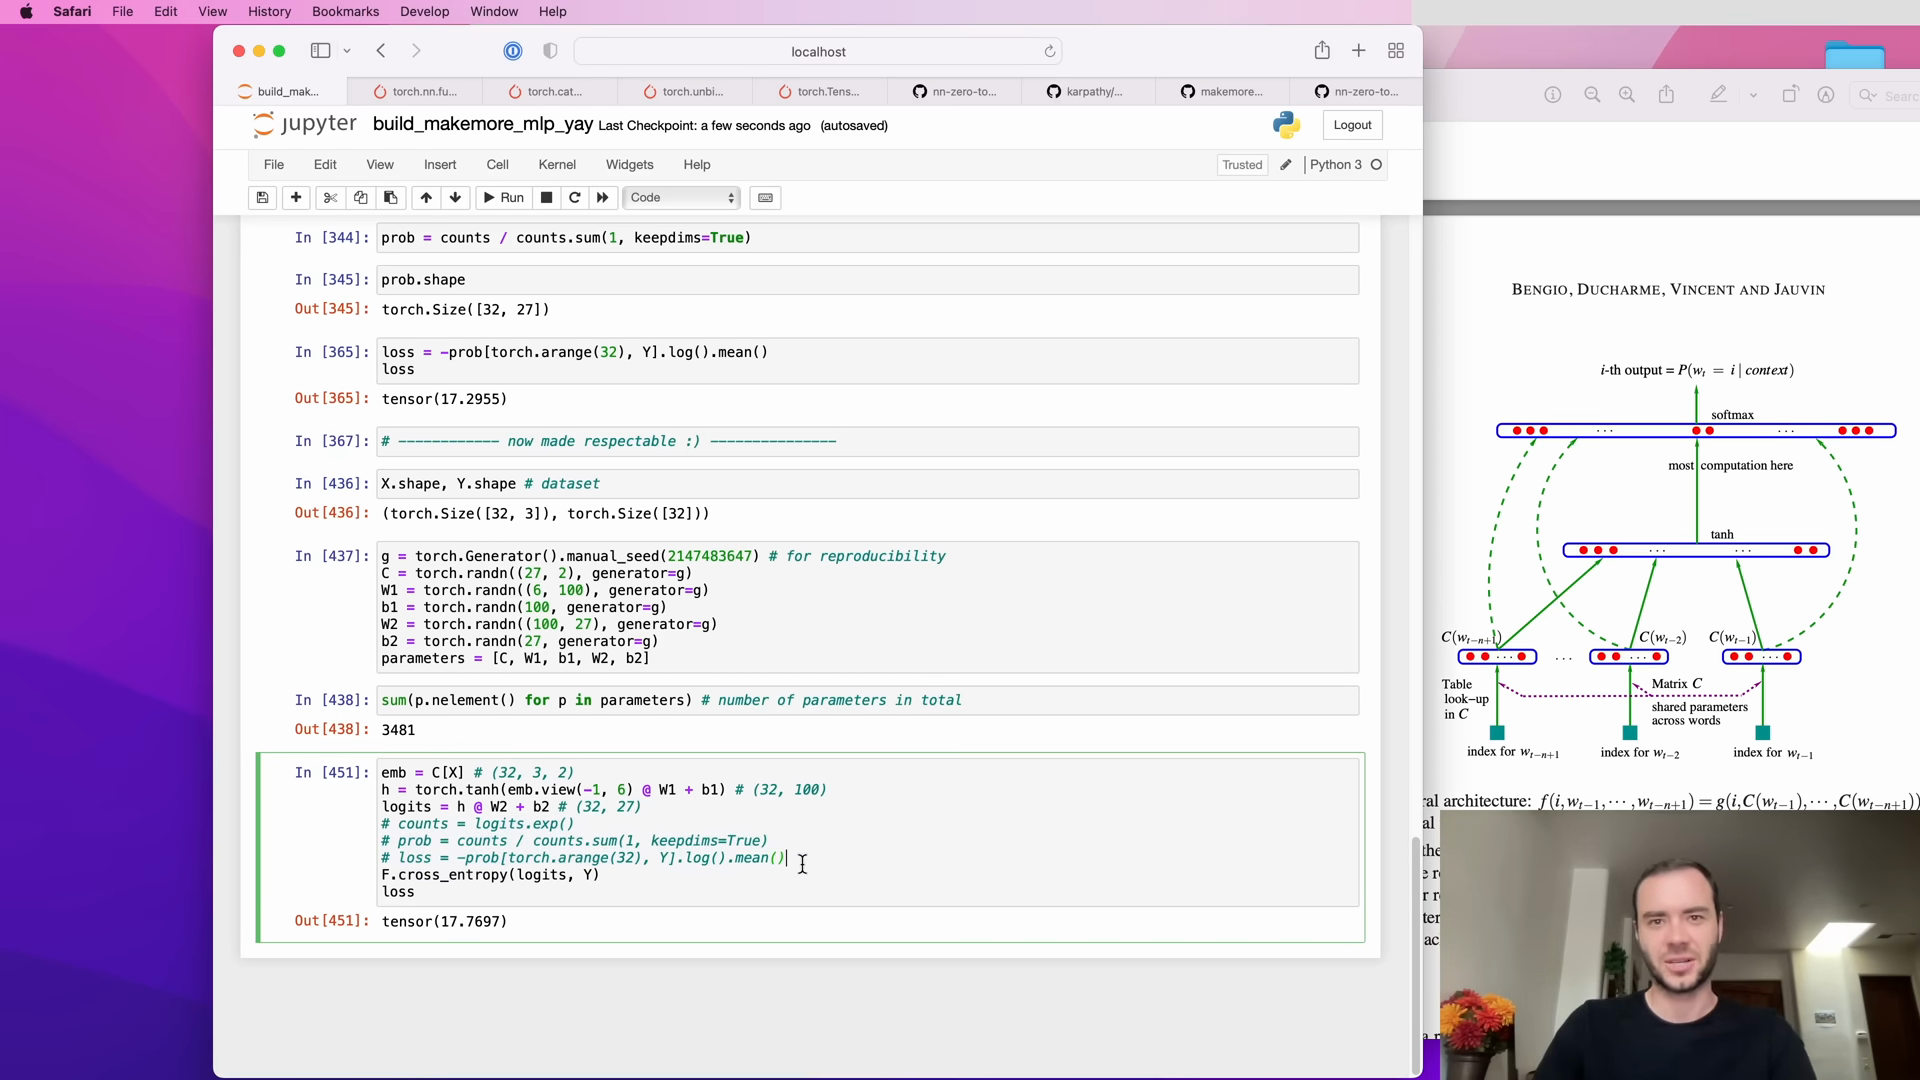 Safari File Edit View History Bookmarks Develop Window Help
localhost
build_mak... torch.nn.fu... torch.cat... torch.unbi... torch.Tens... nn-zero-to... karpathy/... makemore... nn-zero-to...
jupyter build_makemore_mlp_yay Last Checkpoint: a few seconds ago (autosaved) Logout
File Edit View Insert Cell Kernel Widgets Help Trusted Python 3
Run Code
In [344]: prob = counts / counts.sum(1, keepdims=True)
In [345]: prob.shape
Out[345]: torch.Size([32, 27])
In [365]: loss = -prob[torch.arange(32), Y].log().mean()
loss
Out[365]: tensor(17.2955)
In [367]: # ------------ now made respectable :) ---------------
In [436]: X.shape, Y.shape # dataset
Out[436]: (torch.Size([32, 3]), torch.Size([32]))
In [437]: g = torch.Generator().manual_seed(2147483647) # for reproducibility
C = torch.randn((27, 2), generator=g)
W1 = torch.randn((6, 100), generator=g)
b1 = torch.randn(100, generator=g)
W2 = torch.randn((100, 27), generator=g)
b2 = torch.randn(27, generator=g)
parameters = [C, W1, b1, W2, b2]
In [438]: sum(p.nelement() for p in parameters) # number of parameters in total
Out[438]: 3481
In [451]: emb = C[X] # (32, 3, 2)
h = torch.tanh(emb.view(-1, 6) @ W1 + b1) # (32, 100)
logits = h @ W2 + b2 # (32, 27)
# counts = logits.exp()
# prob = counts / counts.sum(1, keepdims=True)
# loss = -prob[torch.arange(32), Y].log().mean()
F.cross_entropy(logits, Y)
loss
Out[451]: tensor(17.7697)
Searc
BENGIO, DUCHARME, VINCENT AND JAUVIN
i-th output = P(w_t = i | context)
softmax
. . . . . .
most computation here
tanh
. . . . . .
C(w_{t-n+1}) C(w_{t-2}) C(w_{t-1})
. . . . . . . . . . . .
Table look-up in C
Matrix C
shared parameters
across words
index for w_{t-n+1} index for w_{t-2} index for w_{t-1}
ral architecture: f(i, w_{t-1}, ··· , w_{t-n+1}) = g(i, C(w_{t-1}), ··· , C(w_{t-n+1}))